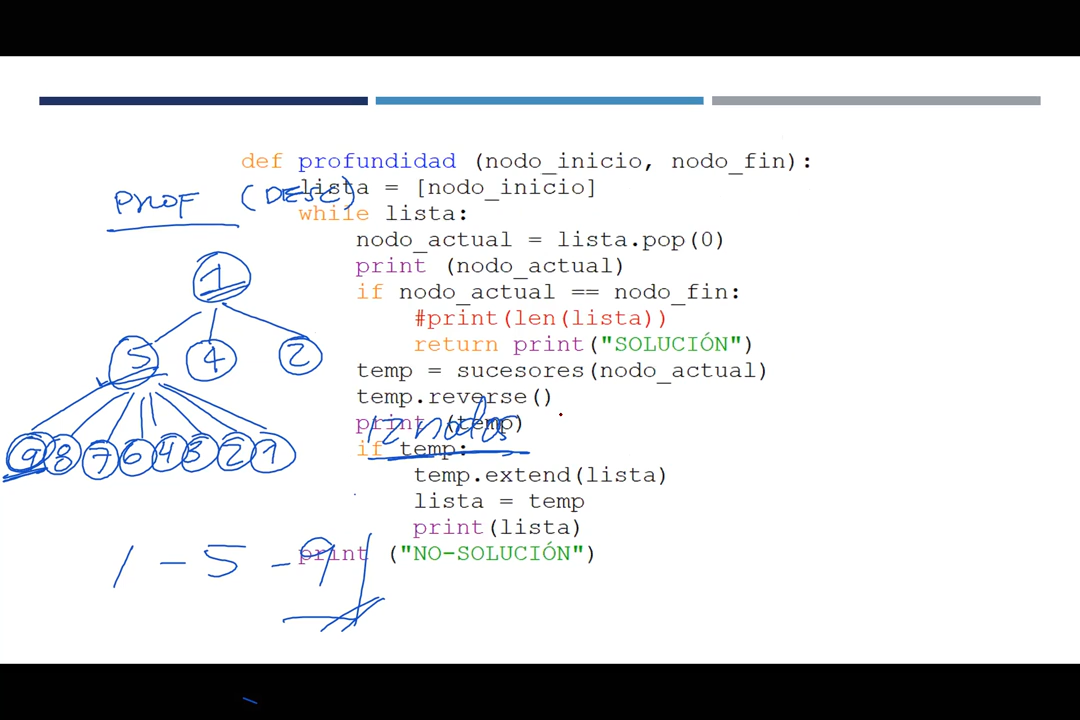 def profundidad (nodo_inicio, nodo_fin):
lista = [nodo_inicio]
while lista:
nodo_actual = lista.pop(0)
print (nodo_actual)
if nodo_actual == nodo_fin:
#print(len(lista))
return print("SOLUCIÓN")
temp = sucesores(nodo_actual)
temp.reverse()
print (temp)
if temp:
temp.extend(lista)
lista = temp
print(lista)
print ("NO-SOLUCIÓN")
PROF (DESC)
1
5 4 2
9 8 7 6 4 3 2 1
12 nodos
1 - 5 - 9